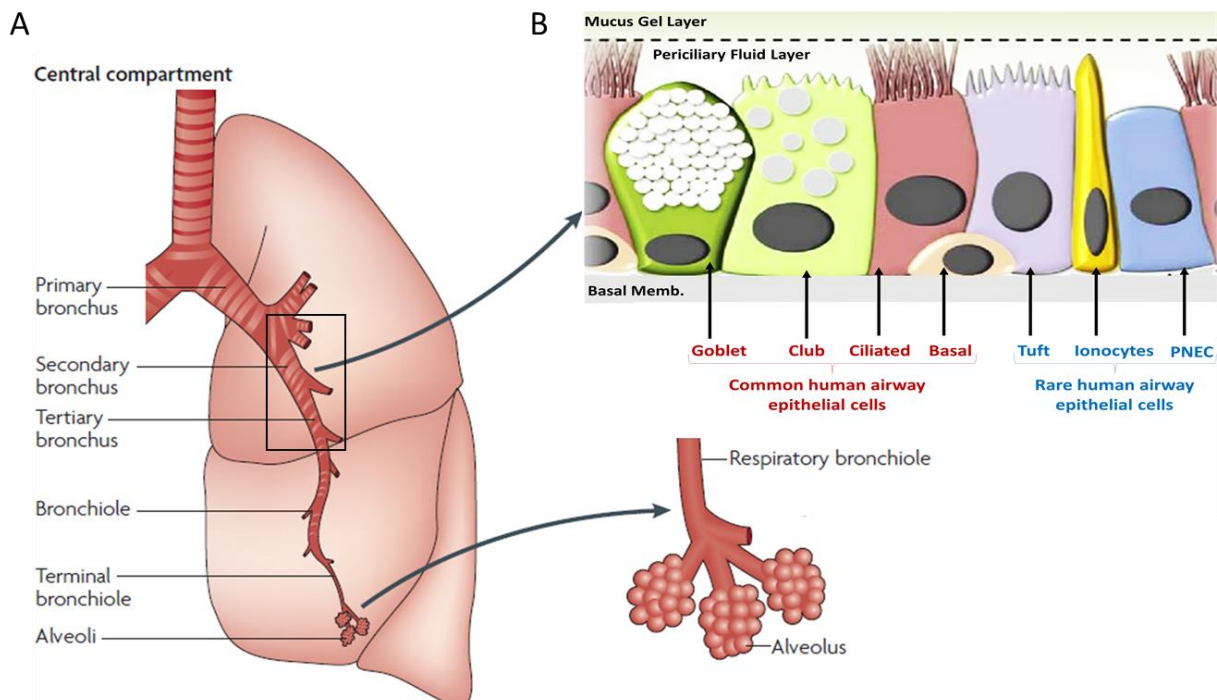 A
Central compartment
Primary
bronchus
Secondary
bronchus
Tertiary
bronchus
Bronchiole
Terminal
bronchiole
Alveoli
B
Mucus Gel Layer
Periciliary Fluid Layer
Basal Memb.
Goblet
Club
Ciliated
Basal
Tuft
Ionocytes
PNEC
Common human airway
epithelial cells
Rare human airway
epithelial cells
Respiratory bronchiole
Alveolus